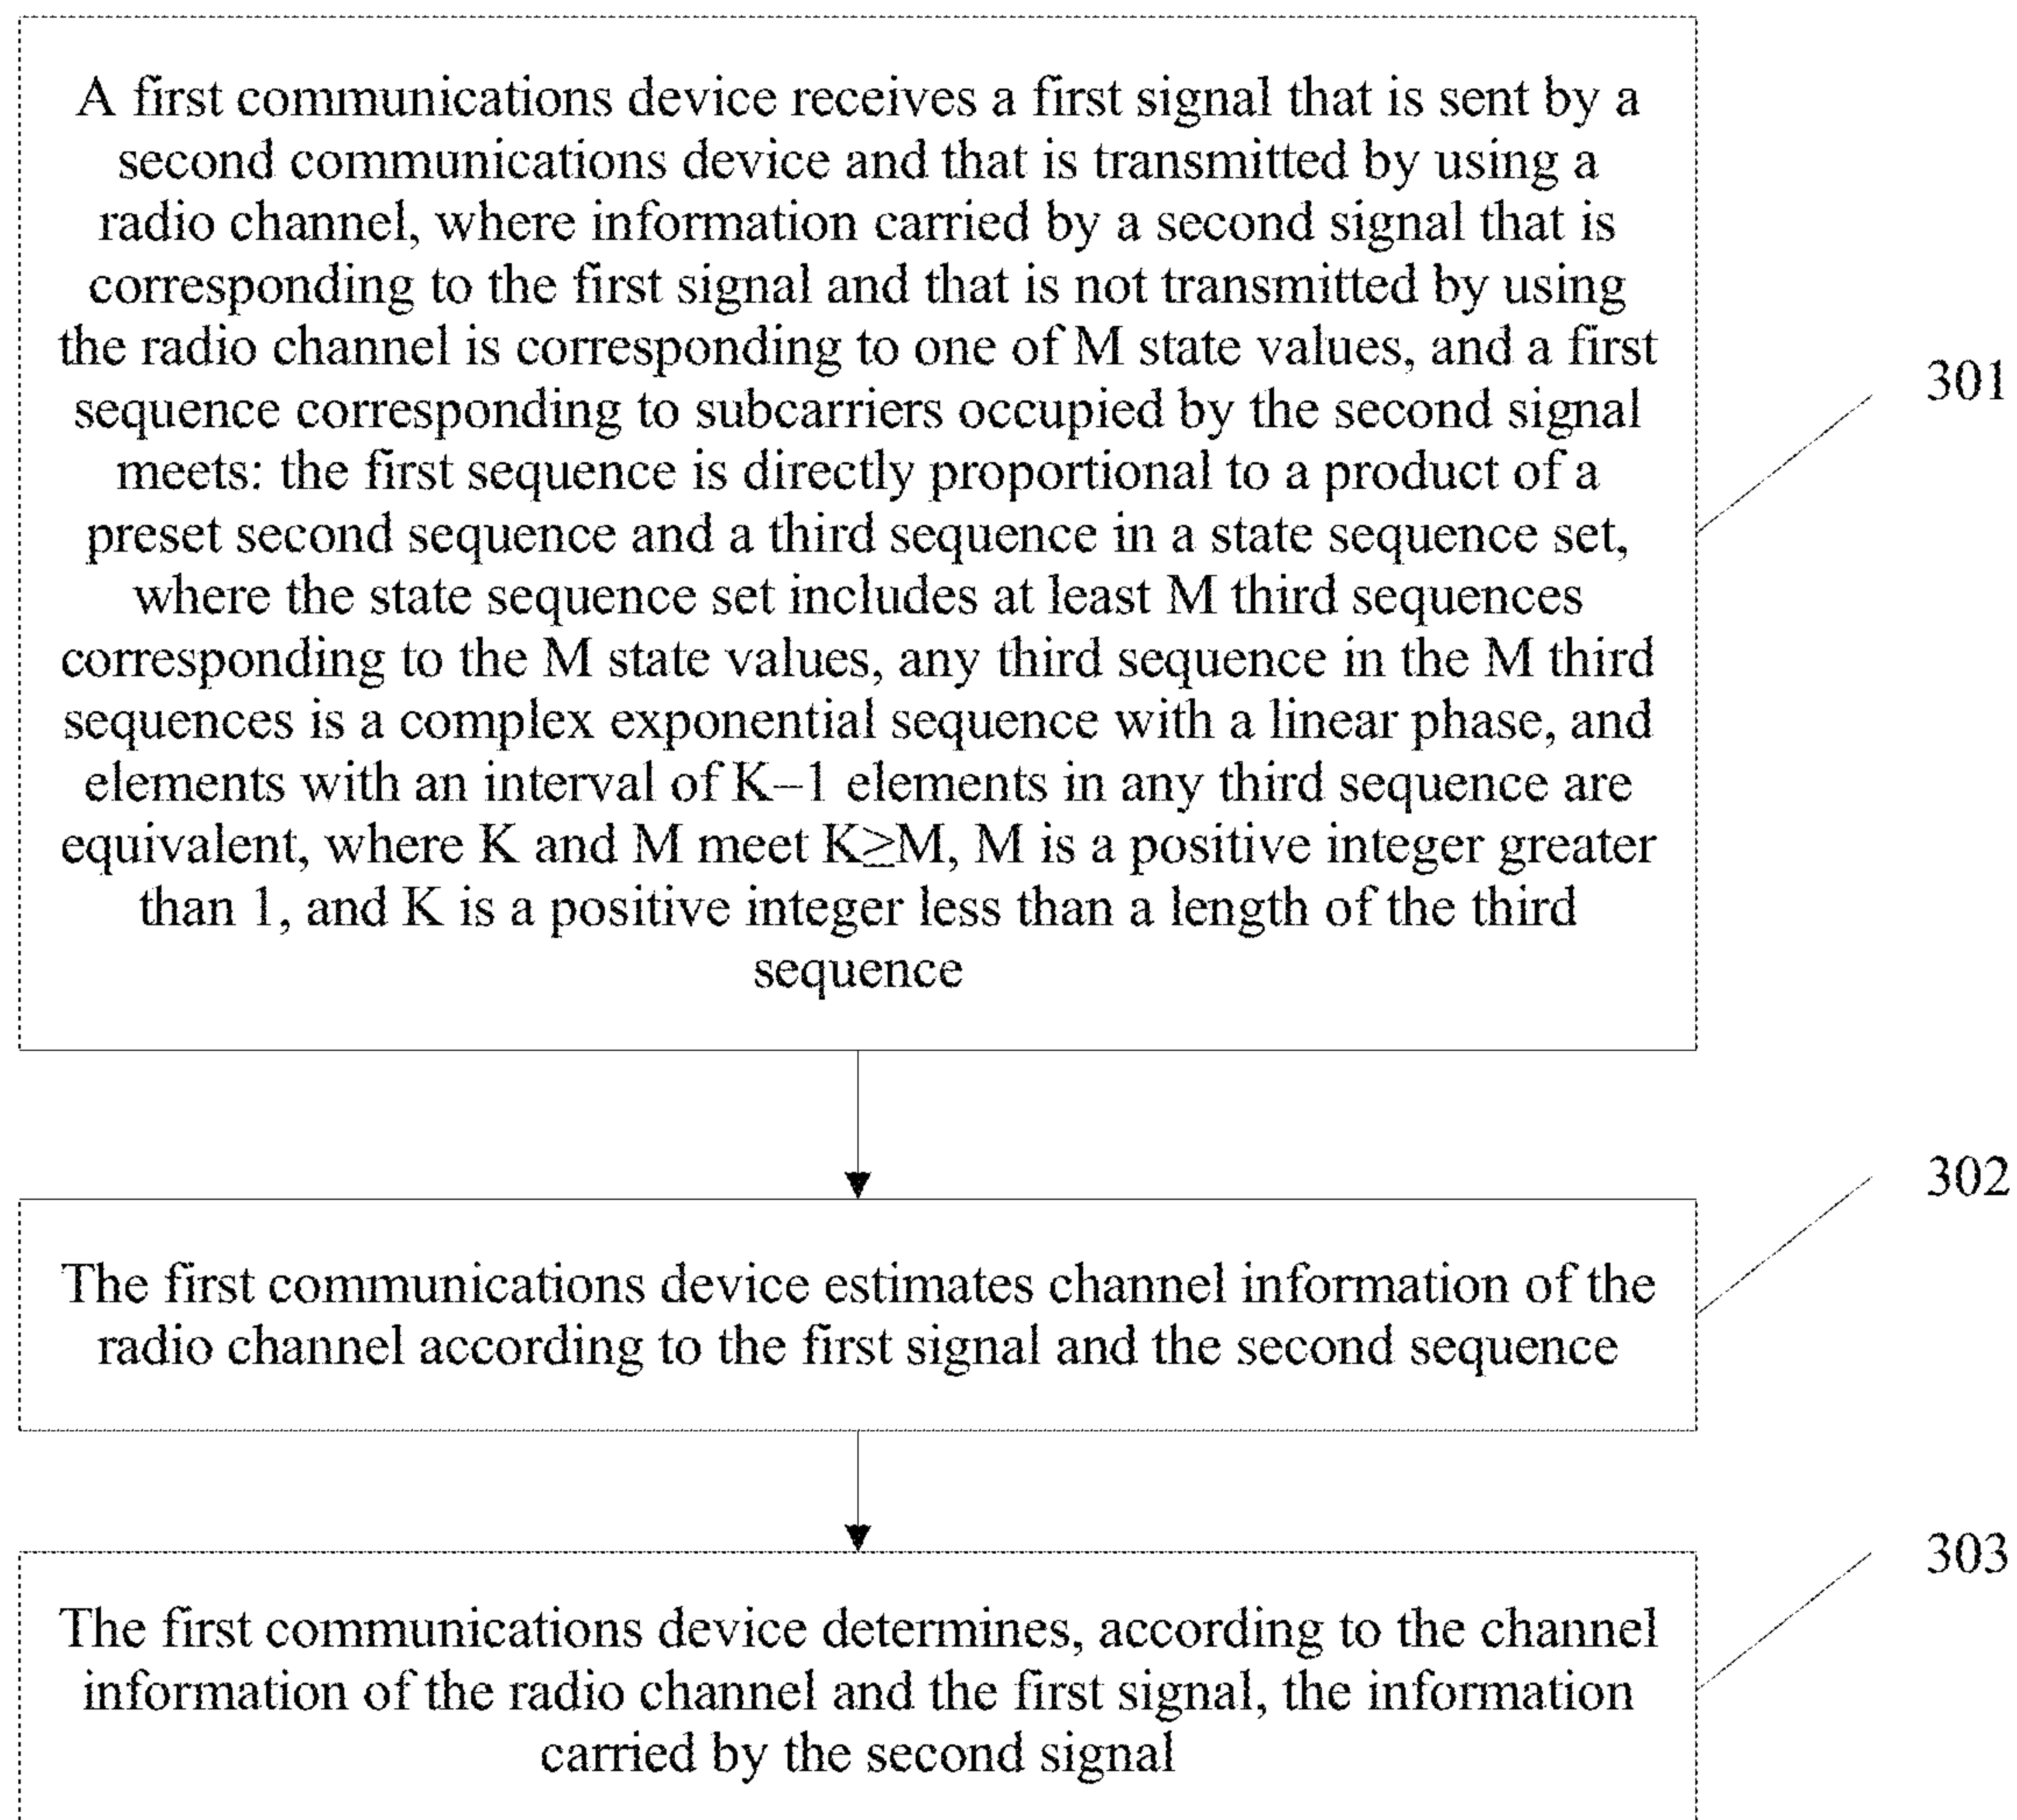 A first communications device receives a first signal that is sent by a
second communications device and that is transmitted by using a
radio channel, where information carried by a second signal that is
corresponding to the first signal and that is not transmitted by using
the radio channel is corresponding to one of M state values, and a first
sequence corresponding to subcarriers occupied by the second signal
meets: the first sequence is directly proportional to a product of a
preset second sequence and a third sequence in a state sequence set,
where the state sequence set includes at least M third sequences
corresponding to the M state values, any third sequence in the M third
sequences is a complex exponential sequence with a linear phase, and
elements with an interval of K–1 elements in any third sequence are
equivalent, where K and M meet K≥M, M is a positive integer greater
than 1, and K is a positive integer less than a length of the third
sequence
301
The first communications device estimates channel information of the
radio channel according to the first signal and the second sequence
302
The first communications device determines, according to the channel
information of the radio channel and the first signal, the information
carried by the second signal
303